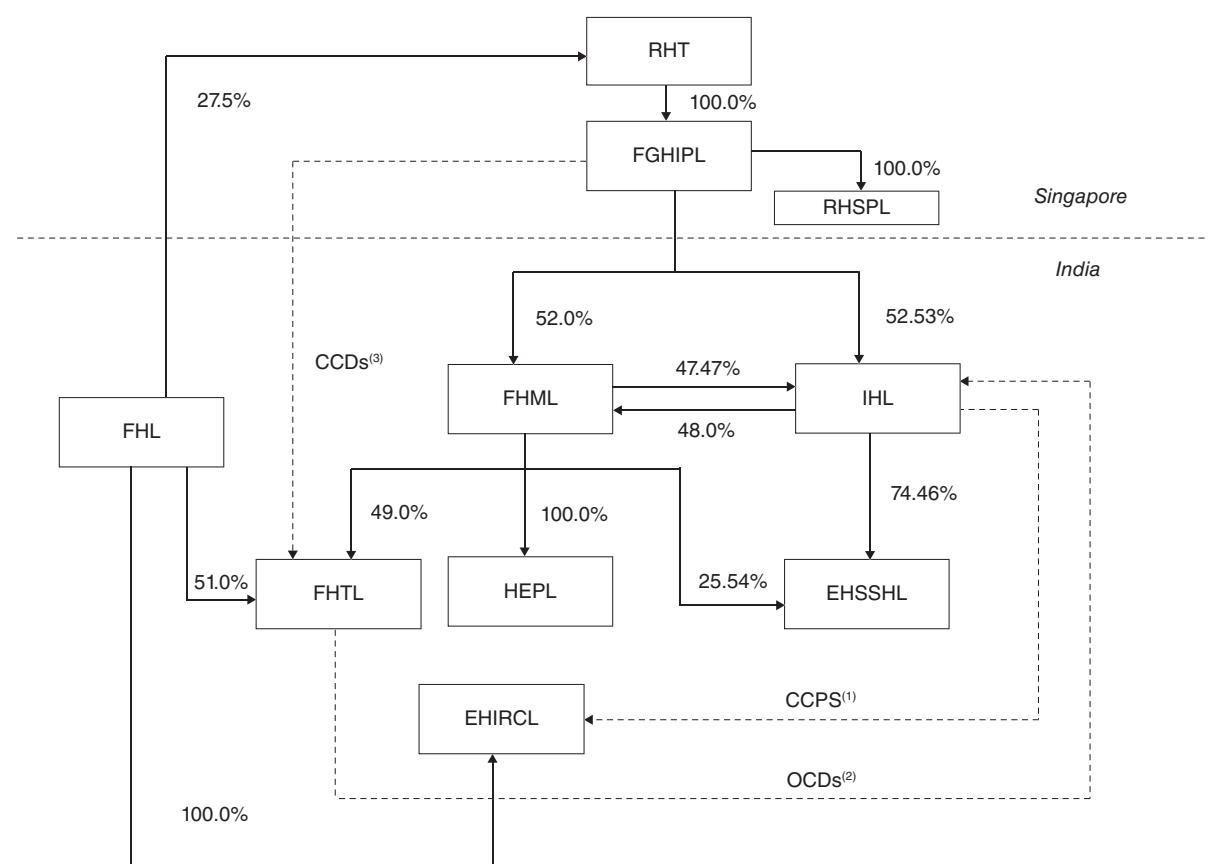 RHT
27.5%
100.0%
FGHIPL
100.0%
RHSPL
Singapore
India
52.0%
52.53%
CCDs(3)
47.47%
FHML
IHL
FHL
48.0%
74.46%
49.0%
100.0%
51.0%
25.54%
FHTL
HEPL
EHSSHL
CCPS(1)
EHIRCL
OCDs(2)
100.0%